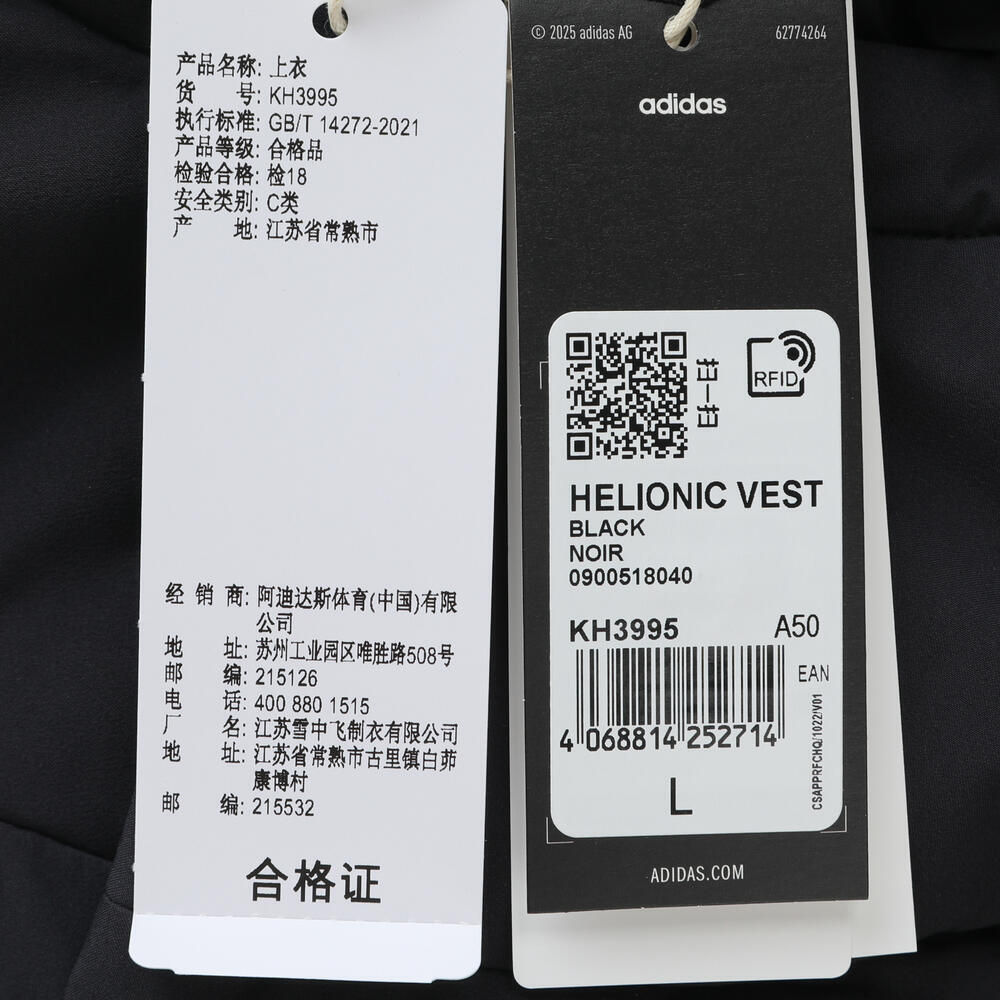 产品名称: 上衣
货 号: KH3995
执行标准: GB/T 14272-2021
产品等级: 合格品
检验合格: 检18
安全类别: C类
产 地: 江苏省常熟市
经 销 商: 阿迪达斯体育(中国)有限
公司
地 址: 苏州工业园区唯胜路508号
邮 编: 215126
电 话: 400 880 1515
厂 名: 江苏雪中飞制衣有限公司
地 址: 江苏省常熟市古里镇白茆
康博村
邮 编: 215532
合格证
© 2025 adidas AG 62774264
adidas
扫一扫
RFID
HELIONIC VEST
BLACK
NOIR
0900518040
KH3995 A50
EAN
4 068814 252714
CSAPPRFCHQ/1022/V01
L
ADIDAS.COM